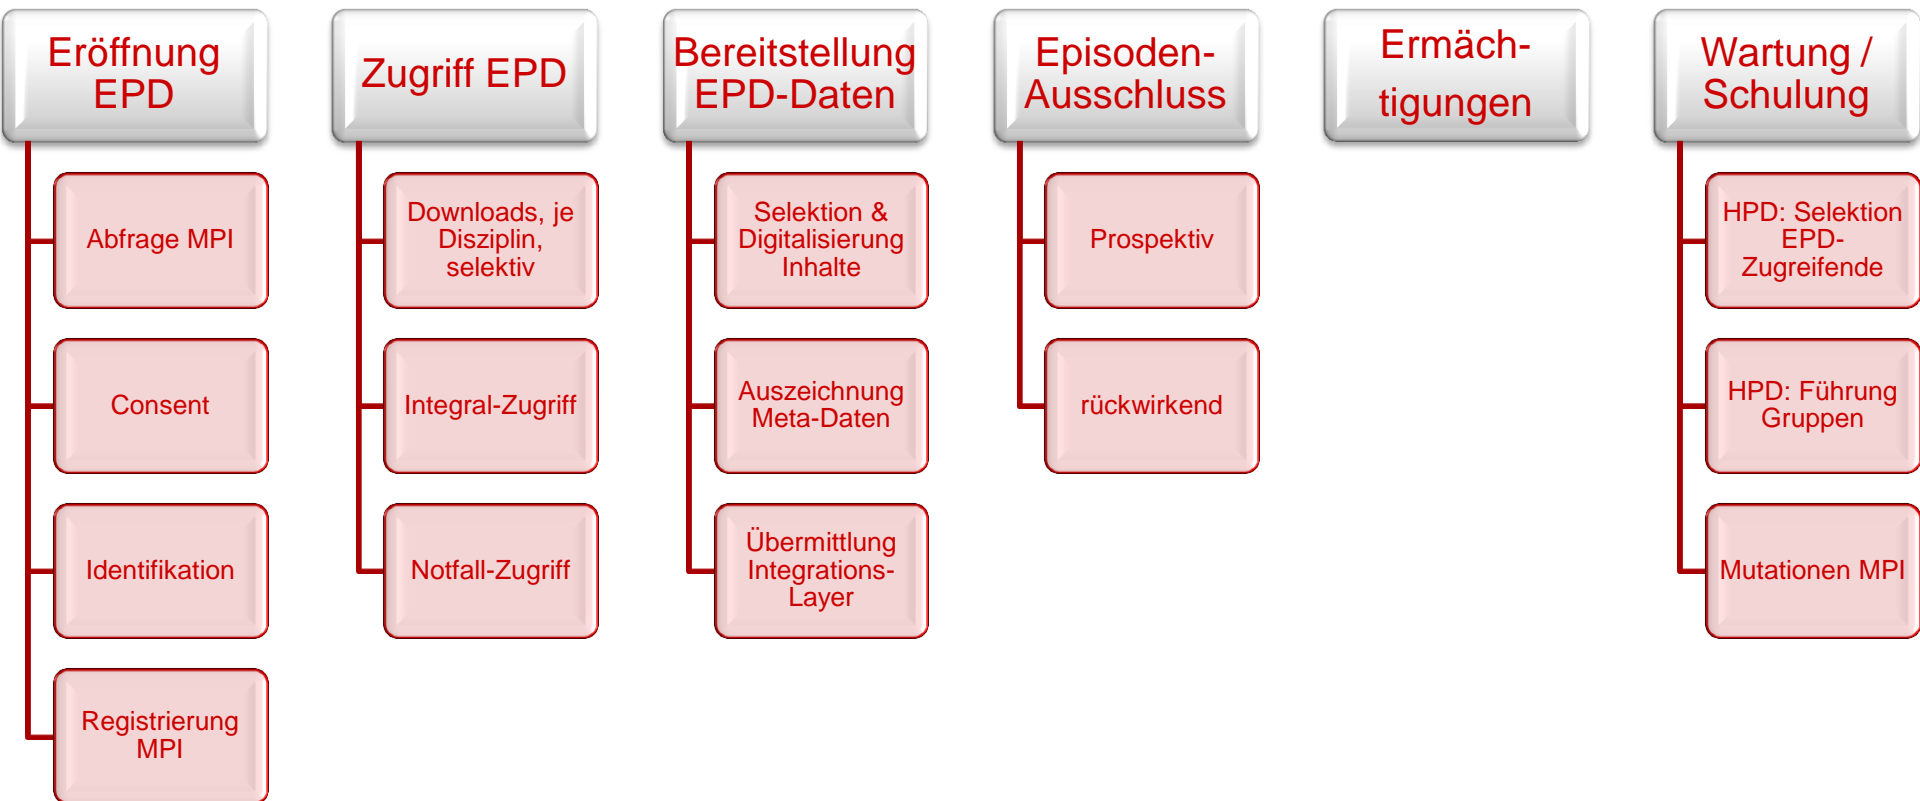 Eröffnung
EPD
Abfrage MPI
Consent
Identifikation
Registrierung
MPI
Zugriff EPD
Downloads, je
Disziplin,
selektiv
Integral-Zugriff
Notfall-Zugriff
Bereitstellung
EPD-Daten
Selektion &
Digitalisierung
Inhalte
Auszeichnung
Meta-Daten
Übermittlung
Integrations-
Layer
Episoden-
Ausschluss
Prospektiv
rückwirkend
Ermäch-
tigungen
Wartung /
Schulung
HPD: Selektion
EPD-
Zugreifende
HPD: Führung
Gruppen
Mutationen MPI